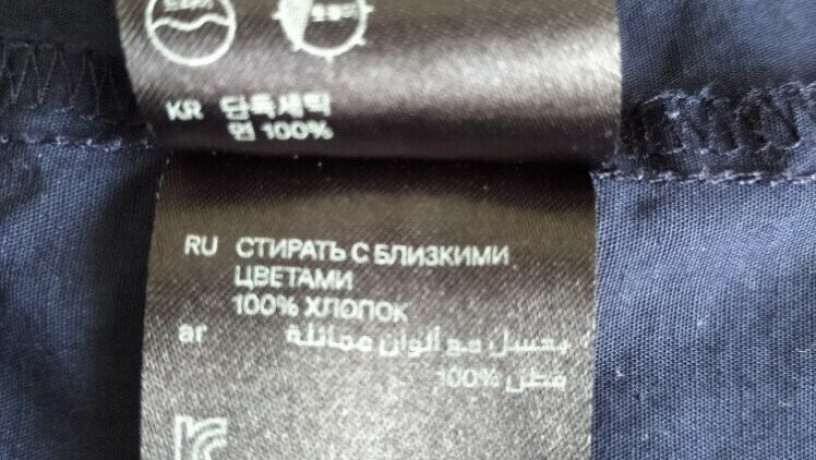 KR 단독세탁
면 100%
RU СТИРАТЬ С БЛИЗКИМИ
ЦВЕТАМИ
100% ХЛОПОК
ar يغسل مع ألوان مماثلة
قطن 100%